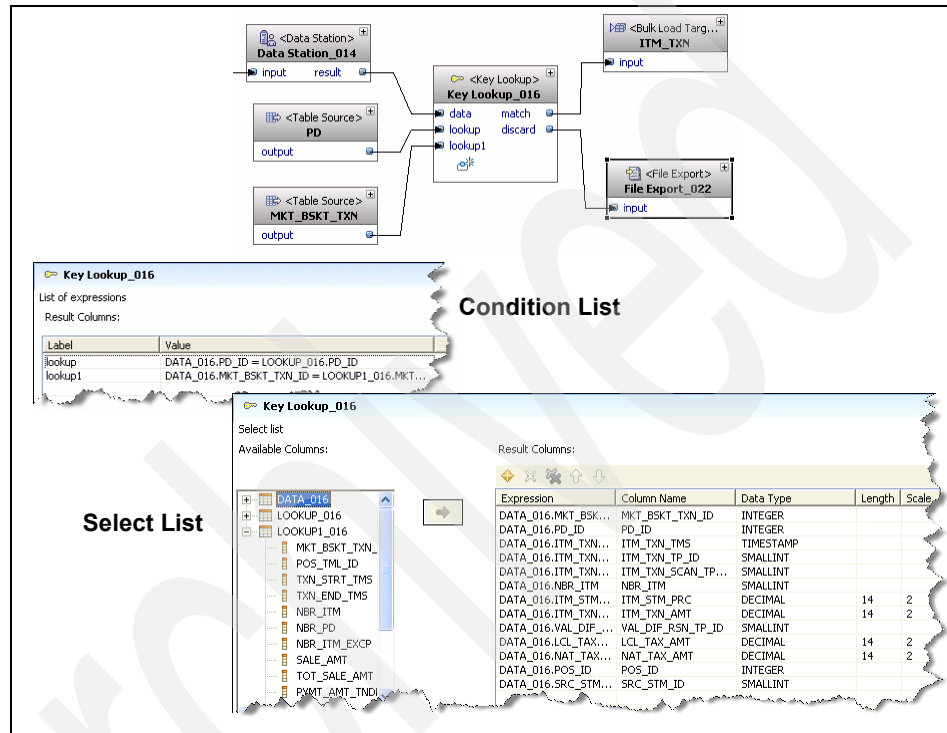 <Data Station>
Data Station_014
input result
<Table Source>
PD
output
<Table Source>
MKT_BSKT_TXN
output
<Key Lookup>
Key Lookup_016
data match
lookup discard
lookup1
<Bulk Load Targ...
ITM_TXN
input
<File Export>
File Export_022
input
Key Lookup_016
List of expressions
Result Columns:
Label Value
lookup DATA_016.PD_ID = LOOKUP_016.PD_ID
lookup1 DATA_016.MKT_BSKT_TXN_ID = LOOKUP1_016.MKT...
Condition List
Key Lookup_016
Select list
Available Columns:
DATA_016
LOOKUP_016
LOOKUP1_016
MKT_BSKT_TXN_
POS_TML_ID
TXN_STRT_TMS
TXN_END_TMS
NBR_ITM
NBR_PD
NBR_ITM_EXCP
SALE_AMT
TOT_SALE_AMT
PYMT_AMT_TND
Select List
Result Columns:
Expression Column Name Data Type Length Scale
DATA_016.MKT_BSK... MKT_BSKT_TXN_ID INTEGER
DATA_016.PD_ID PD_ID INTEGER
DATA_016.ITM_TXN... ITM_TXN_TMS TIMESTAMP
DATA_016.ITM_TXN... ITM_TXN_TP_ID SMALLINT
DATA_016.ITM_TXN... ITM_TXN_SCAN_TP... SMALLINT
DATA_016.NBR_ITM NBR_ITM SMALLINT
DATA_016.ITM_STM... ITM_STM_PRC DECIMAL 14 2
DATA_016.ITM_TXN... ITM_TXN_AMT DECIMAL 14 2
DATA_016.VAL_DIF_... VAL_DIF_RSN_TP_ID SMALLINT
DATA_016.LCL_TAX... LCL_TAX_AMT DECIMAL 14 2
DATA_016.NAT_TAX... NAT_TAX_AMT DECIMAL 14 2
DATA_016.POS_ID POS_ID INTEGER
DATA_016.SRC_STM... SRC_STM_ID SMALLINT